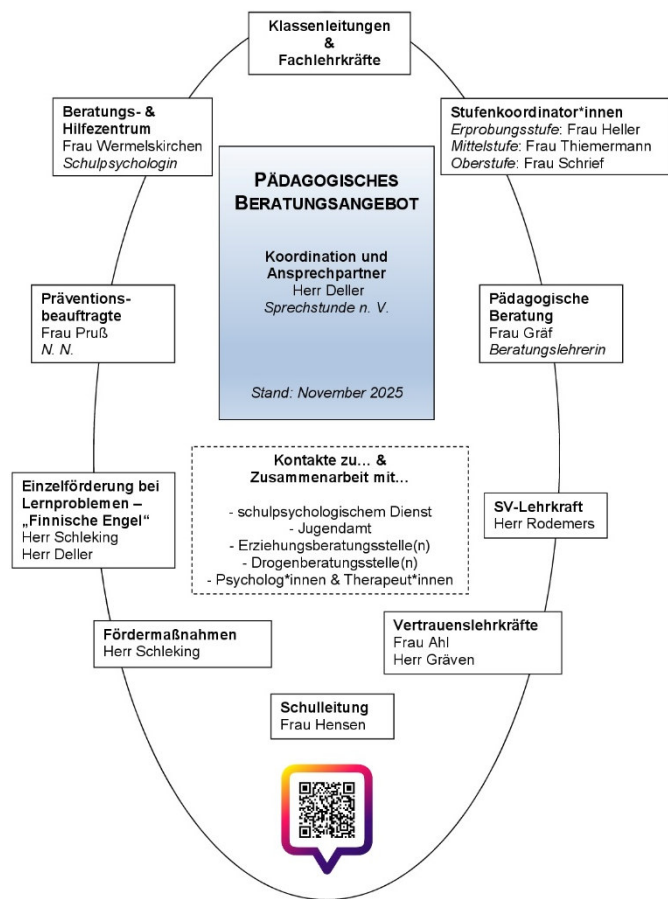 Klassenleitungen
&
Fachlehrkräfte
Beratungs- &
Hilfezentrum
Frau Wermelskirchen
Schulpsychologin
Stufenkoordinator*innen
Erprobungsstufe: Frau Heller
Mittelstufe: Frau Thiemermann
Oberstufe: Frau Schrief
PÄDAGOGISCHES
BERATUNGSANGEBOT
Koordination und
Ansprechpartner
Herr Deller
Sprechstunde n. V.
Stand: November 2025
Präventions-
beauftragte
Frau Pruß
N. N.
Pädagogische
Beratung
Frau Gräf
Beratungslehrerin
Kontakte zu... &
Zusammenarbeit mit...
- schulpsychologischem Dienst
- Jugendamt
- Erziehungsberatungsstelle(n)
- Drogenberatungsstelle(n)
- Psycholog*innen & Therapeut*innen
Einzelförderung bei
Lernproblemen –
„Finnische Engel“
Herr Schleking
Herr Deller
SV-Lehrkraft
Herr Rodemers
Fördermaßnahmen
Herr Schleking
Vertrauenslehrkräfte
Frau Ahl
Herr Gräven
Schulleitung
Frau Hensen